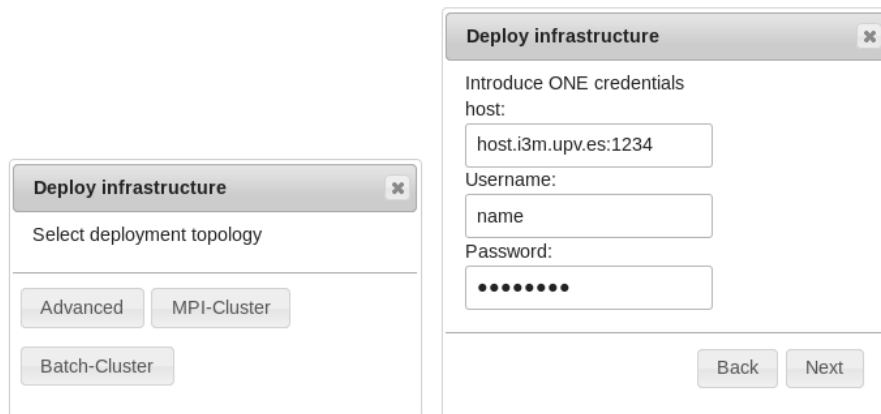 Deploy infrastructure
Select deployment topology
Advanced MPI-Cluster
Batch-Cluster
Deploy infrastructure
Introduce ONE credentials
host:
host.i3m.upv.es:1234
Username:
name
Password:
●●●●●●●●
Back Next